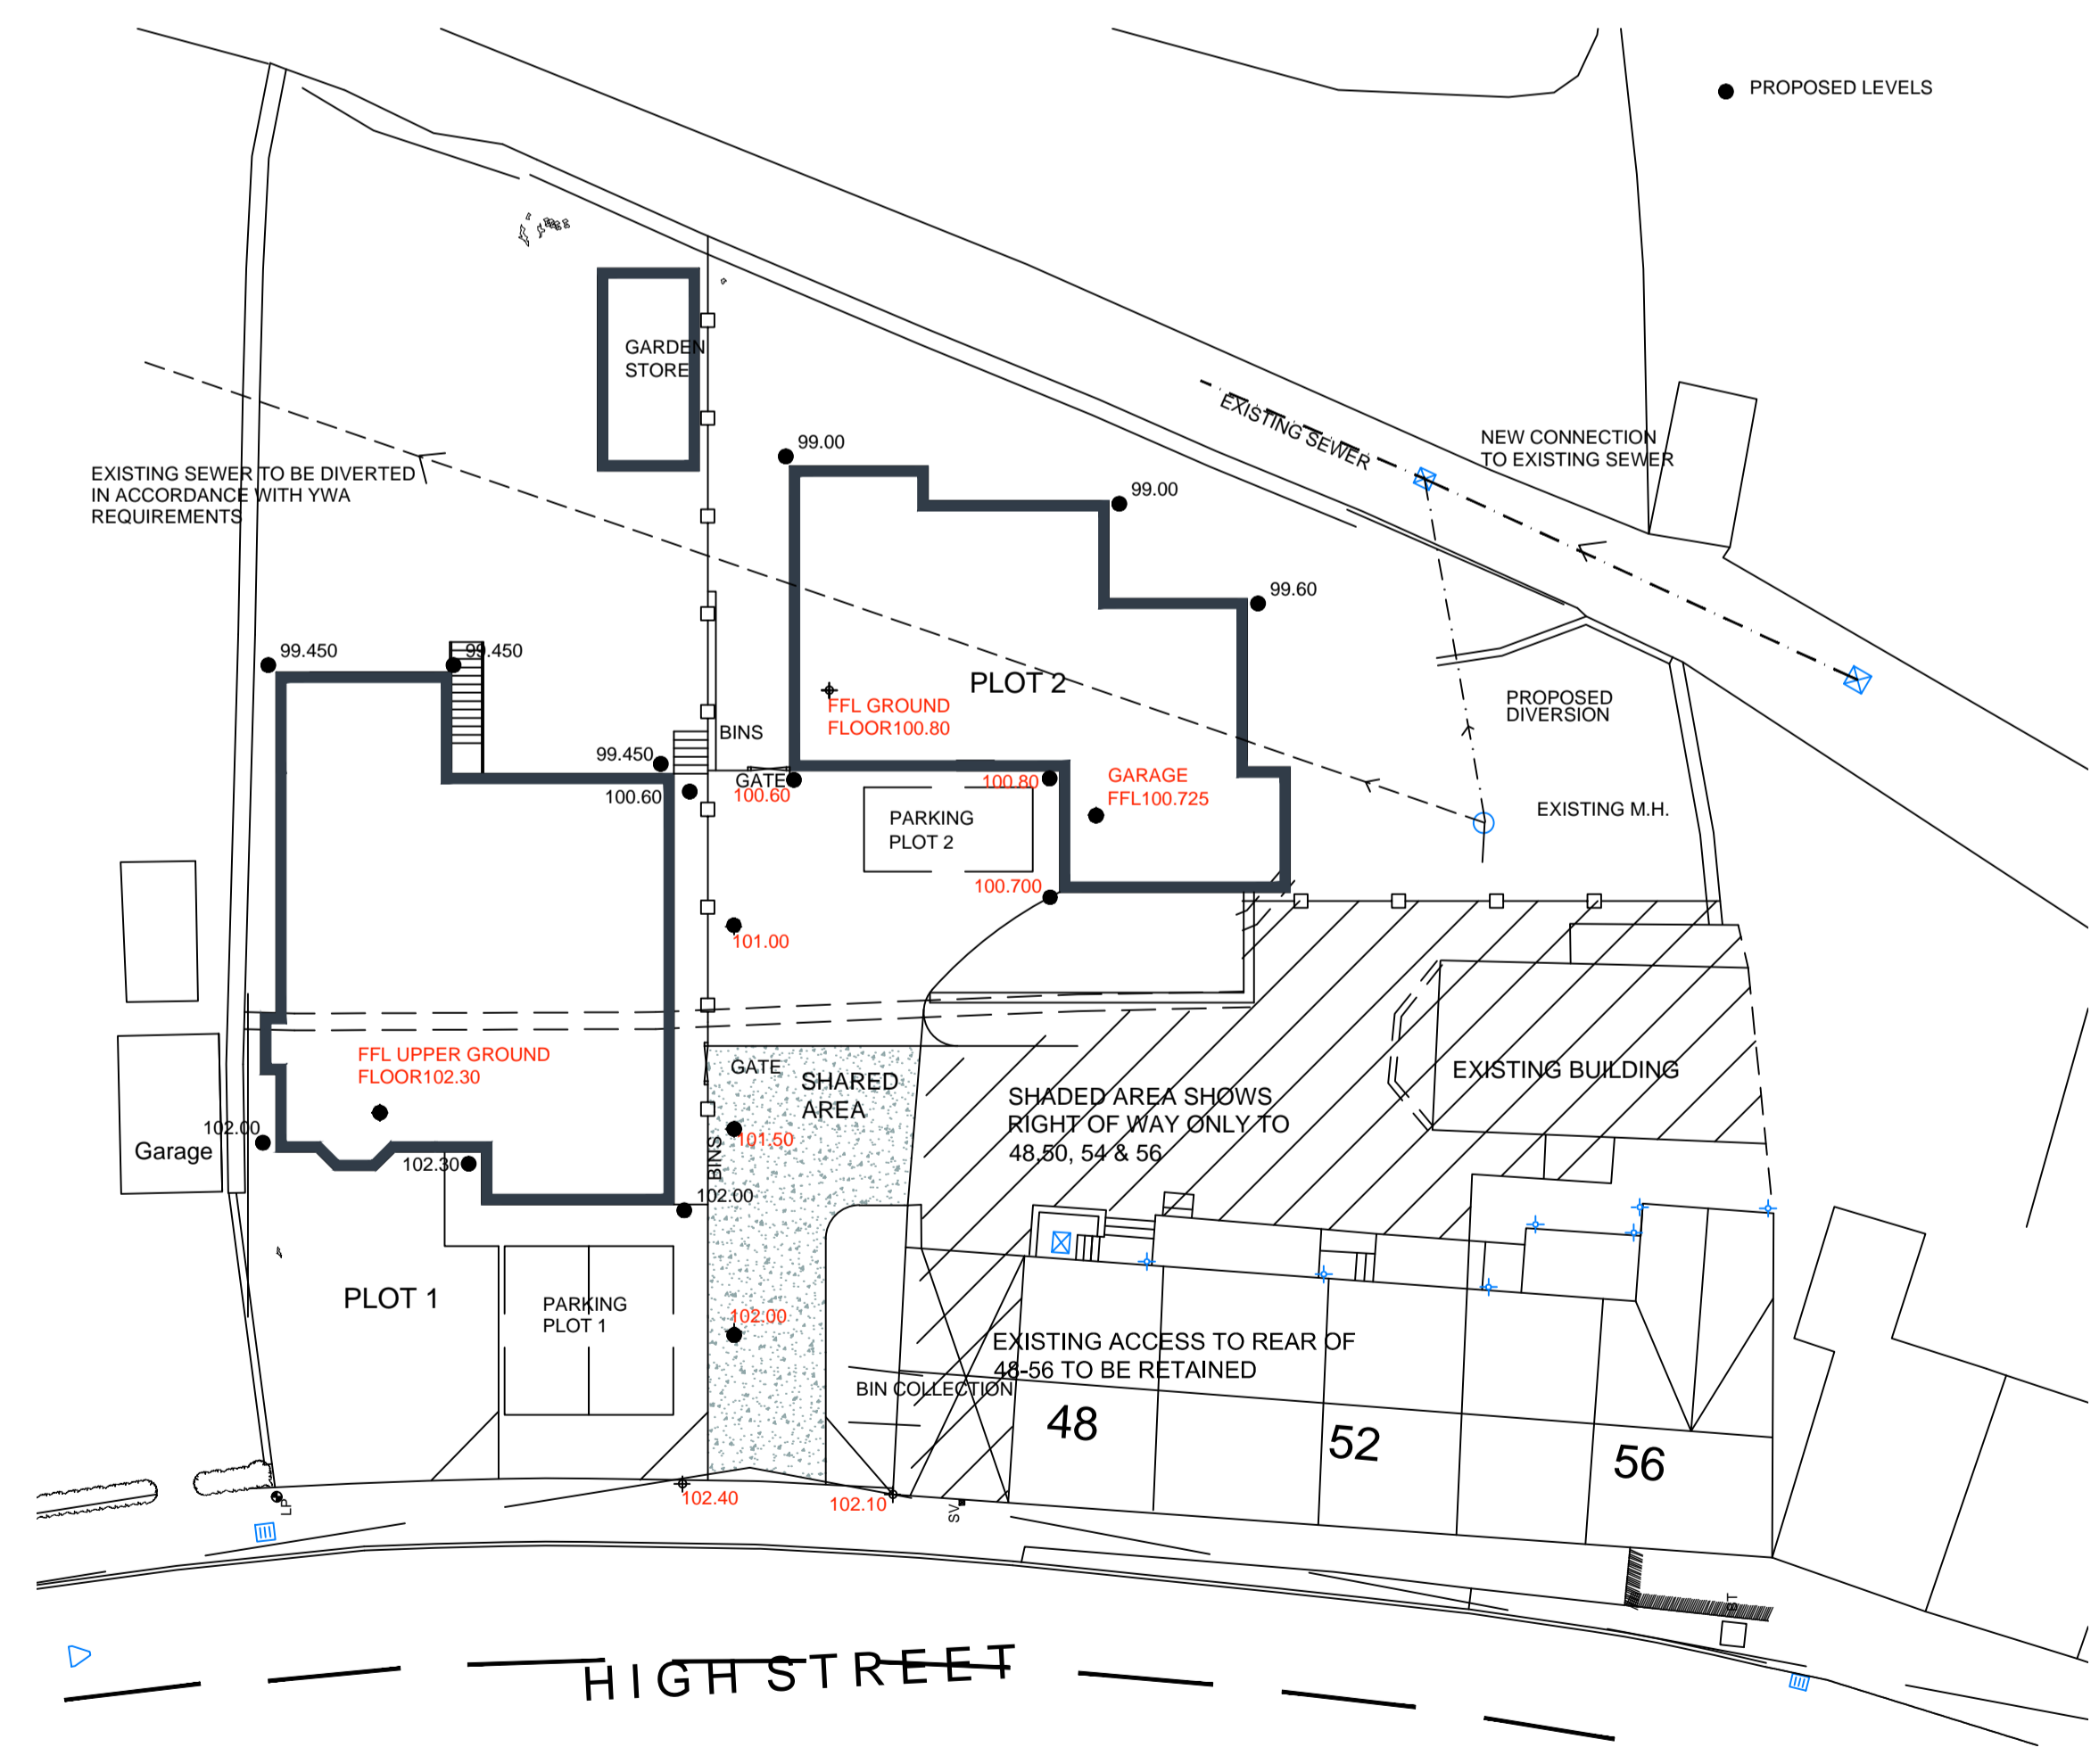 PROPOSED LEVELS
GARDEN
STORE
EXISTING SEWER
NEW CONNECTION
TO EXISTING SEWER
99.00
99.00
EXISTING SEWER TO BE DIVERTED
IN ACCORDANCE WITH YWA
REQUIREMENTS
99.60
99.450
99.450
PLOT 2
FFL GROUND
FLOOR100.80
PROPOSED
DIVERSION
BINS
99.450
GATE
100.60
100.60
100.80
GARAGE
FFL100.725
PARKING
PLOT 2
EXISTING M.H.
100.700
101.00
FFL UPPER GROUND
FLOOR102.30
GATE
SHARED
AREA
EXISTING BUILDING
SHADED AREA SHOWS
RIGHT OF WAY ONLY TO
48,50, 54 & 56
102.00
Garage
102.30
BINS
101.50
102.00
PLOT 1
PARKING
PLOT 1
102.00
EXISTING ACCESS TO REAR OF
48-56 TO BE RETAINED
BIN COLLECTION
48
52
56
LP
102.40
102.10
SV
BT
HIGH STREET